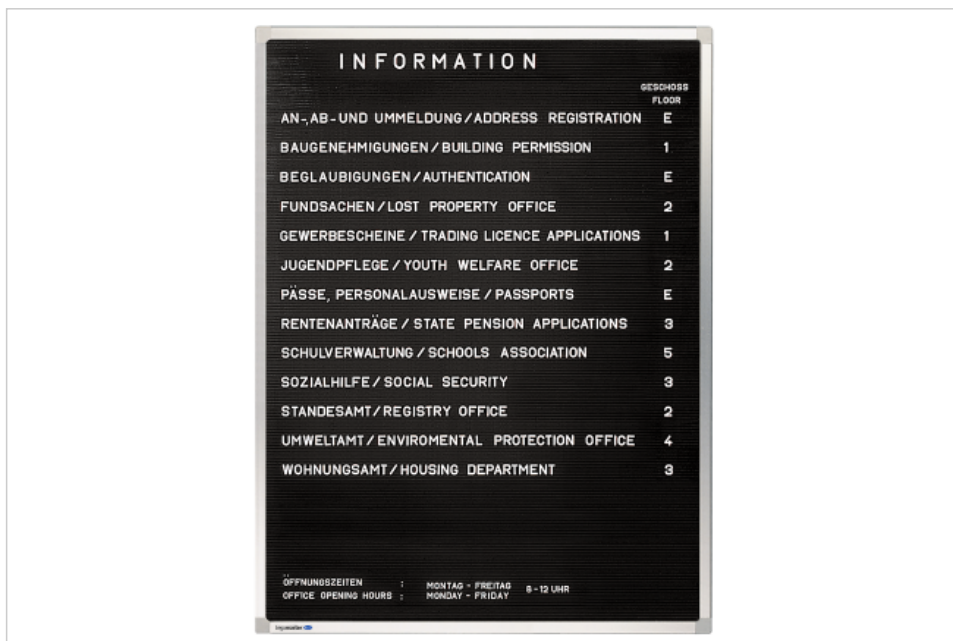 INFORMATION
GESCHOSS
FLOOR
AN-,AB-UND UMMELDUNG/ADDRESS REGISTRATION E
BAUGENEHMIGUNGEN/BUILDING PERMISSION 1
BEGLAUBIGUNGEN/AUTHENTICATION E
FUNDSACHEN/LOST PROPERTY OFFICE 2
GEWERBESCHEINE/TRADING LICENCE APPLICATIONS 1
JUGENDPFLEGE/YOUTH WELFARE OFFICE 2
PÄSSE, PERSONALAUSWEISE/PASSPORTS E
RENTENANTRÄGE/STATE PENSION APPLICATIONS 3
SCHULVERWALTUNG/SCHOOLS ASSOCIATION 5
SOZIALHILFE/SOCIAL SECURITY 3
STANDESAMT/REGISTRY OFFICE 2
UMWELTAMT/ENVIROMENTAL PROTECTION OFFICE 4
WOHNUNGSAMT/HOUSING DEPARTMENT 3
ÖFFNUNGSZEITEN : MONTAG - FREITAG 8-12 UHR
OFFICE OPENING HOURS : MONDAY - FRIDAY
legamaster